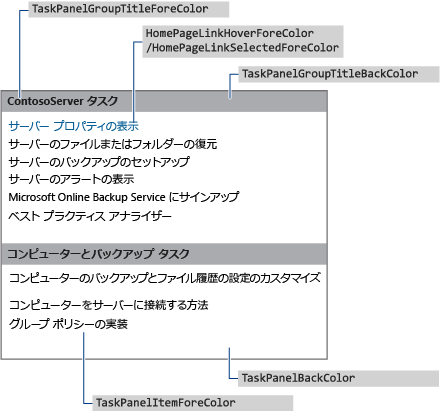 TaskPanelGroupTitleForeColor
HomePageLinkHoverForeColor
/HomePageLinkSelectedForeColor
TaskPanelGroupTitleBackColor
ContosoServer タスク
サーバー プロパティの表示
サーバーのファイルまたはフォルダーの復元
サーバーのバックアップのセットアップ
サーバーのアラートの表示
Microsoft Online Backup Service にサインアップ
ベスト プラクティス アナライザー
コンピューターとバックアップ タスク
コンピューターのバックアップとファイル履歴の設定のカスタマイズ
コンピューターをサーバーに接続する方法
グループ ポリシーの実装
TaskPanelBackColor
TaskPanelItemForeColor